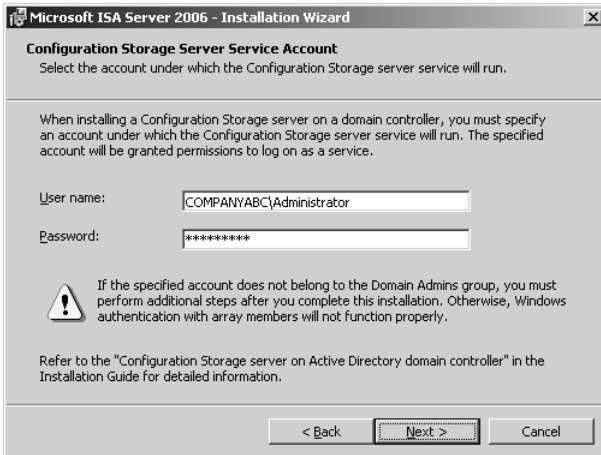 Microsoft ISA Server 2006 - Installation Wizard
Configuration Storage Server Service Account
Select the account under which the Configuration Storage server service will run.
When installing a Configuration Storage server on a domain controller, you must specify
an account under which the Configuration Storage server service will run. The specified
account will be granted permissions to log on as a service.
User name:
COMPANYABC\Administrator
Password:
*********
If the specified account does not belong to the Domain Admins group, you must
perform additional steps after you complete this installation. Otherwise, Windows
authentication with array members will not function properly.
Refer to the "Configuration Storage server on Active Directory domain controller" in the
Installation Guide for detailed information.
< Back
Next >
Cancel